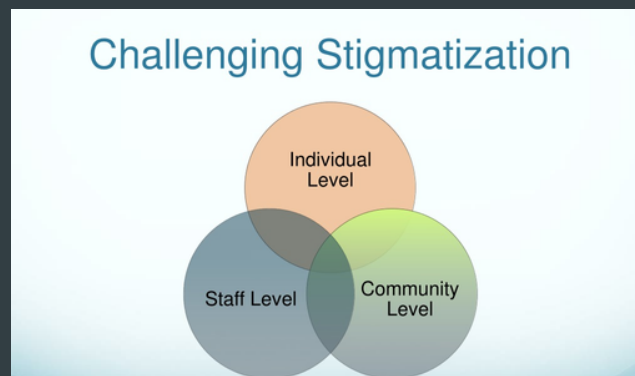 Challenging Stigmatization
Individual
Level
Staff Level
Community
Level